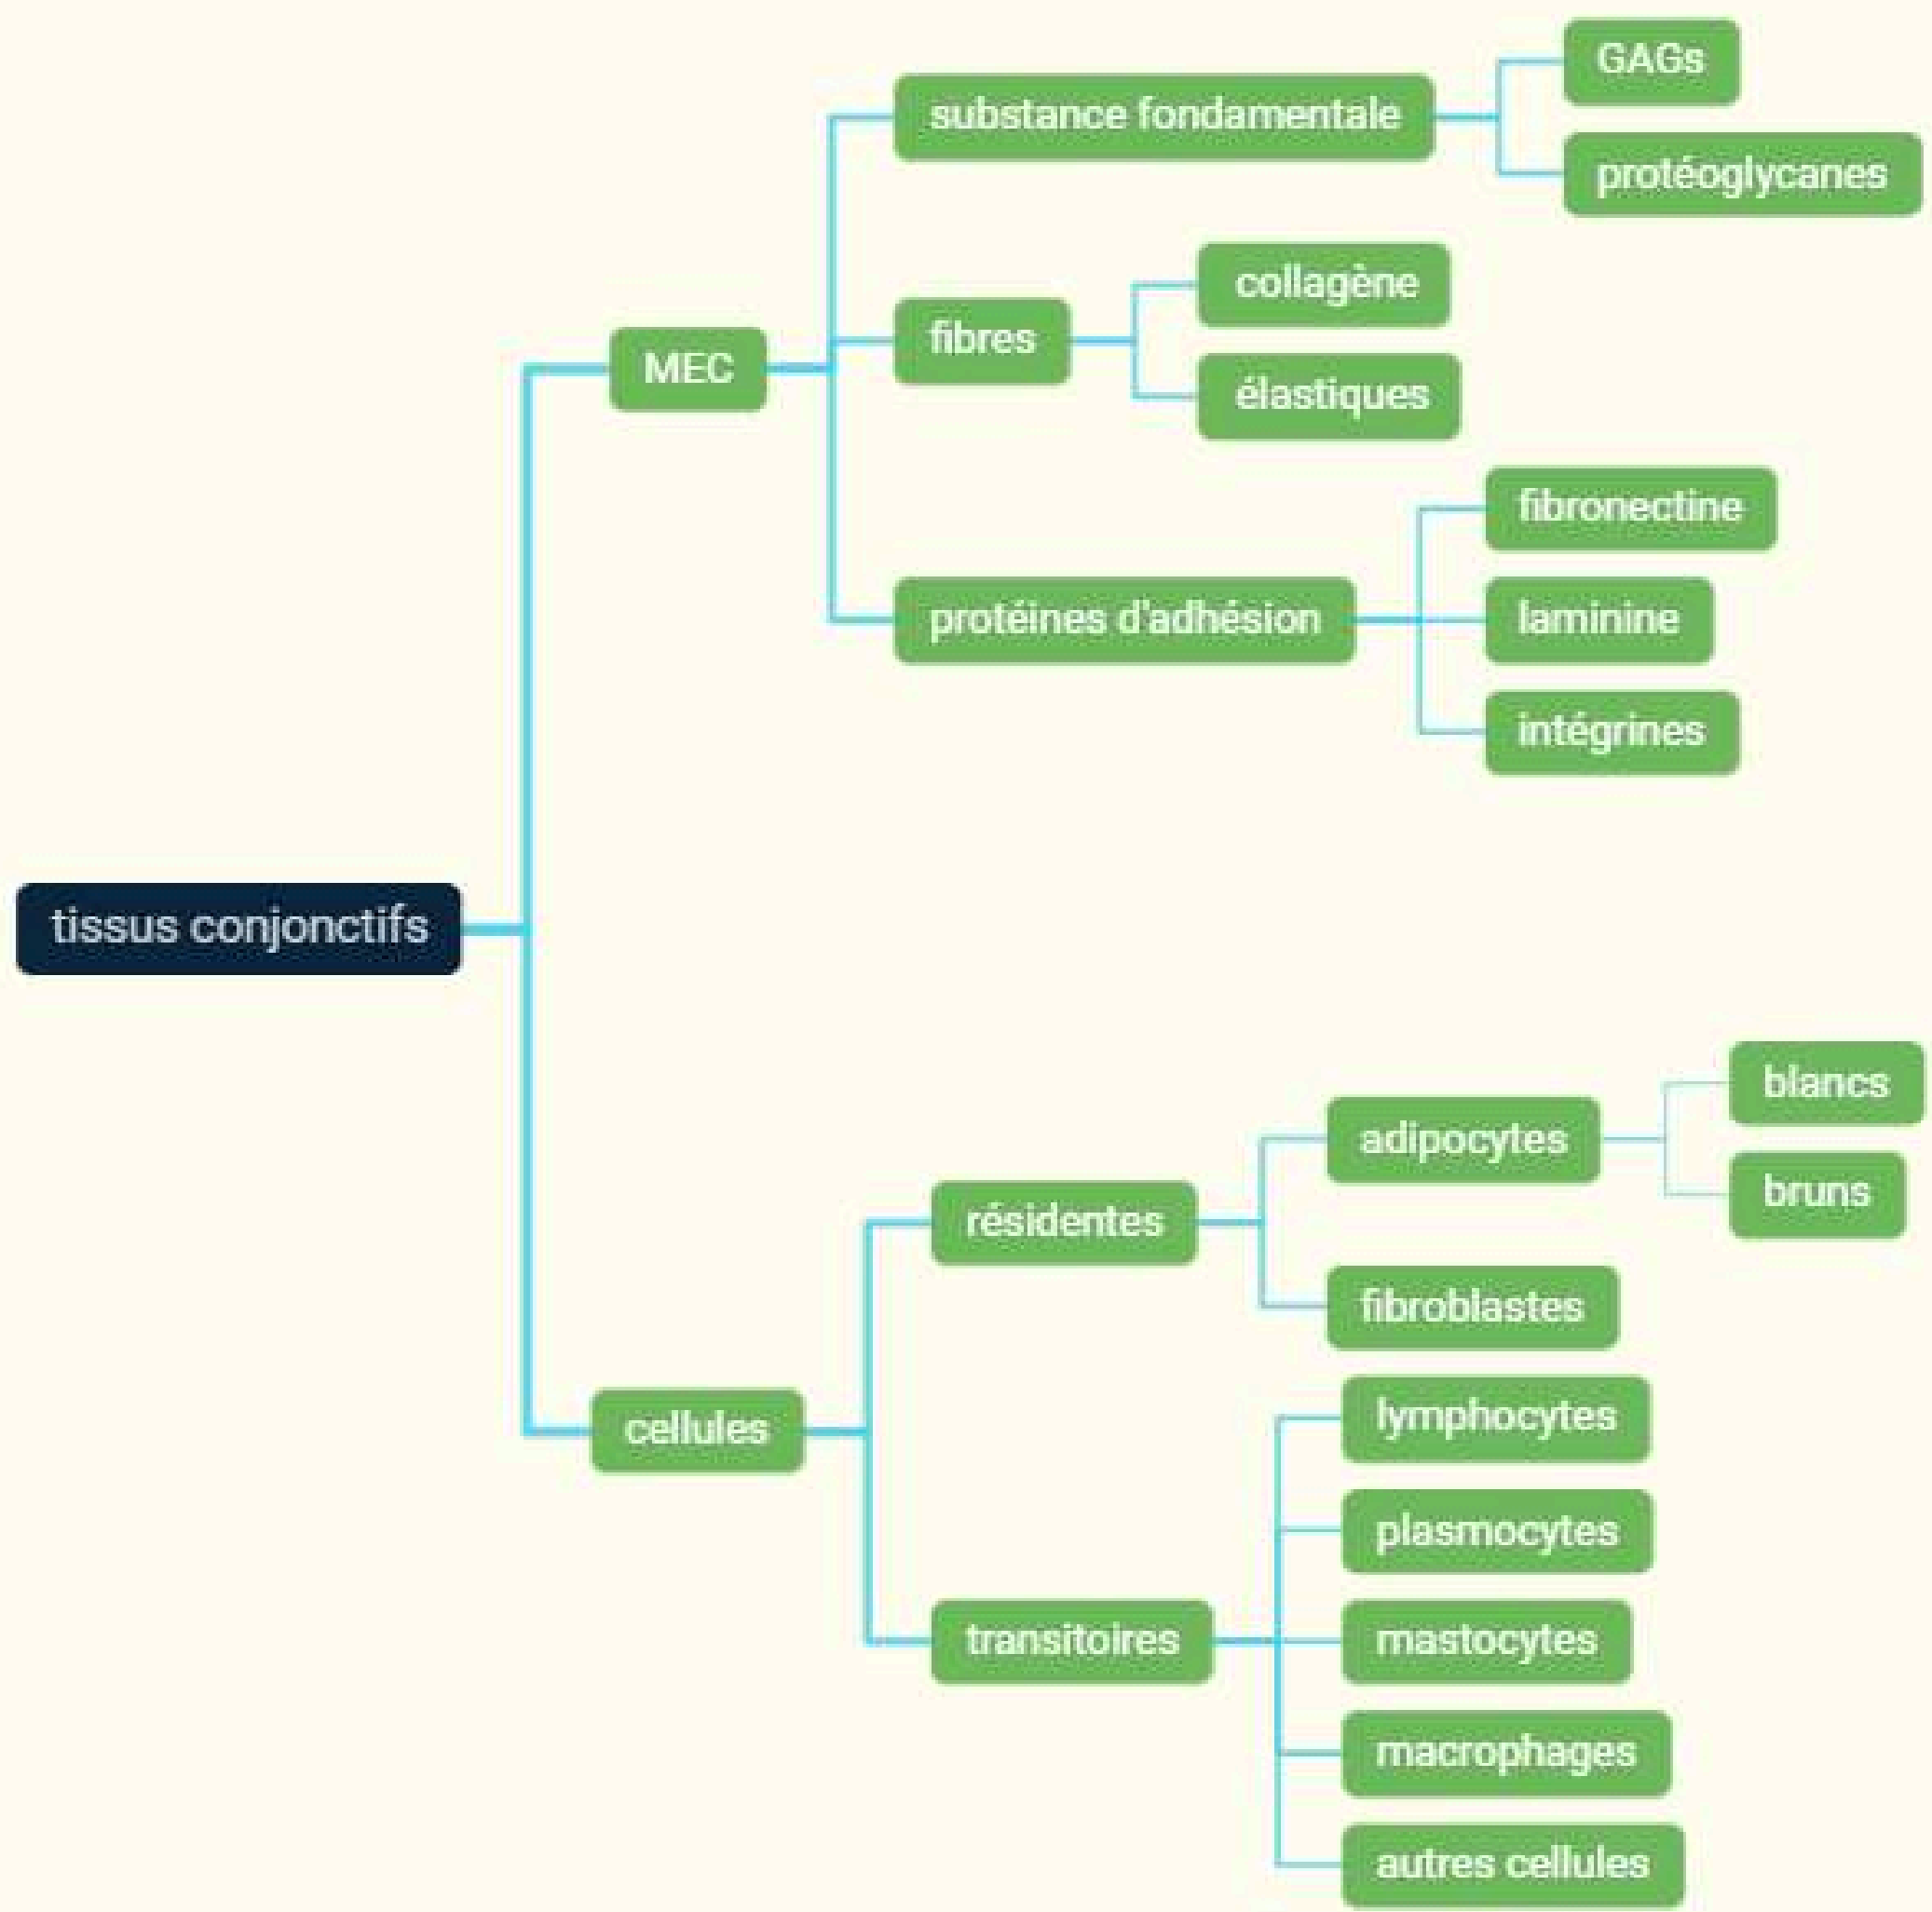 GAGs
substance fondamentale
protéoglycanes
collagène
fibres
MEC
élastiques
fibronectine
protéines d'adhésion
laminine
intégrines
tissus conjonctifs
blancs
adipocytes
bruns
résidentes
fibroblastes
cellules
lymphocytes
plasmocytes
transitoires
mastocytes
macrophages
autres cellules